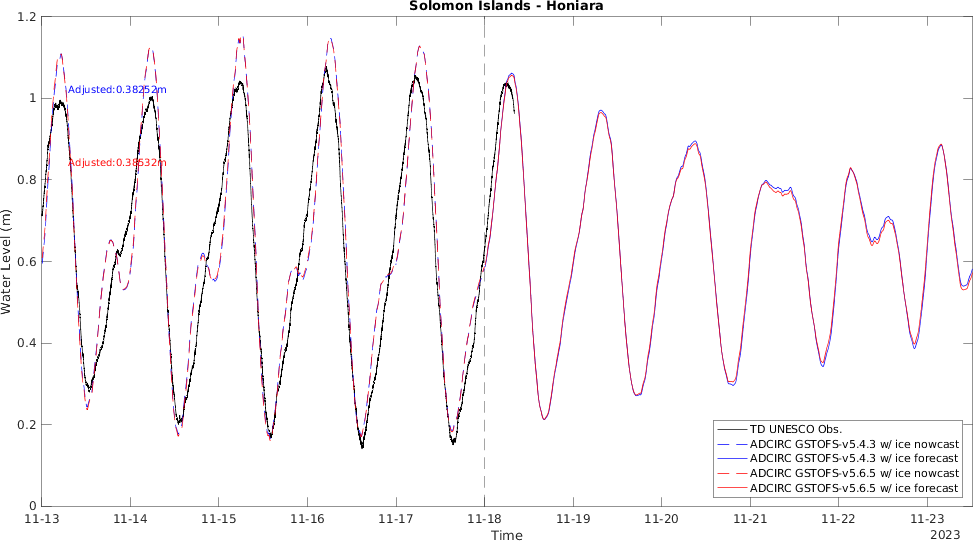 Solomon Islands - Honiara
1.2
1
0.8
0.6
0.4
0.2
0
Water Level (m)
Adjusted:0.38252m
Adjusted:0.38532m
TD UNESCO Obs.
ADCIRC GSTOFS-v5.4.3 w/ ice nowcast
ADCIRC GSTOFS-v5.4.3 w/ ice forecast
ADCIRC GSTOFS-v5.6.5 w/ ice nowcast
ADCIRC GSTOFS-v5.6.5 w/ ice forecast
11-13 11-14 11-15 11-16 11-17 11-18 11-19 11-20 11-21 11-22 11-23
Time
2023